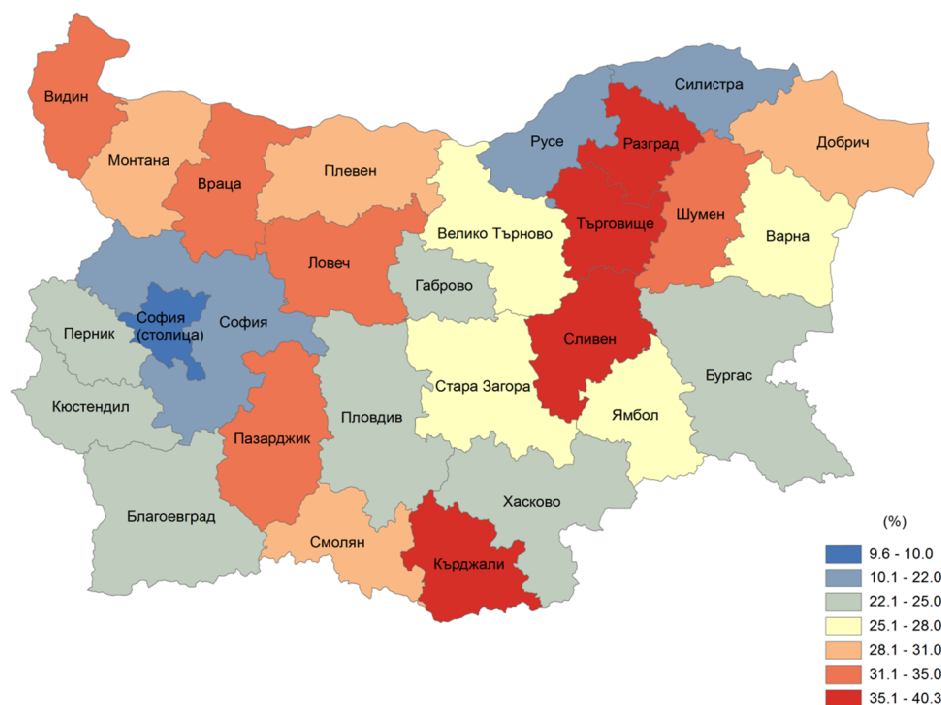 Видин
Монтана
Враца
Плевен
Ловеч
Велико Търново
Габрово
Русе
Силистра
Разград
Търговище
Шумен
Добрич
Варна
Перник
София
(столица)
София
Кюстендил
Благоевград
Пазарджик
Пловдив
Стара Загора
Сливен
Ямбол
Бургас
Хасково
Смолян
Кърджали
(%)
9.6 - 10.0
10.1 - 22.0
22.1 - 25.0
25.1 - 28.0
28.1 - 31.0
31.1 - 35.0
35.1 - 40.3